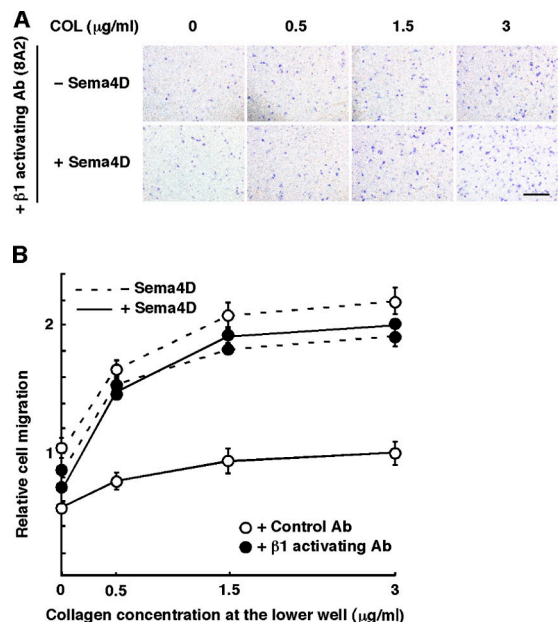 A
COL (μg/ml) 0 0.5 1.5 3
+ β1 activating Ab (8A2)
– Sema4D
+ Sema4D
B
– Sema4D
+ Sema4D
2
1
Relative cell migration
+ Control Ab
+ β1 activating Ab
0 0.5 1.5 3
Collagen concentration at the lower well (μg/ml)